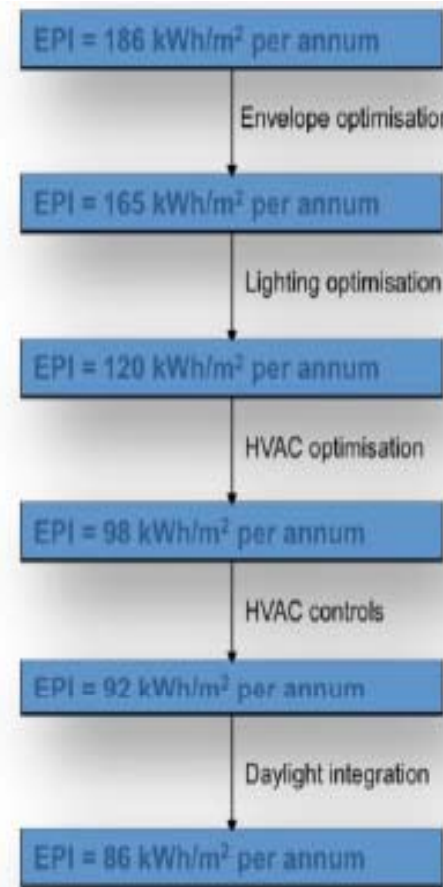 EPI = 186 kWh/m² per annum
Envelope optimisation
EPI = 165 kWh/m² per annum
Lighting optimisation
EPI = 120 kWh/m² per annum
HVAC optimisation
EPI = 98 kWh/m² per annum
HVAC controls
EPI = 92 kWh/m² per annum
Daylight integration
EPI = 86 kWh/m² per annum